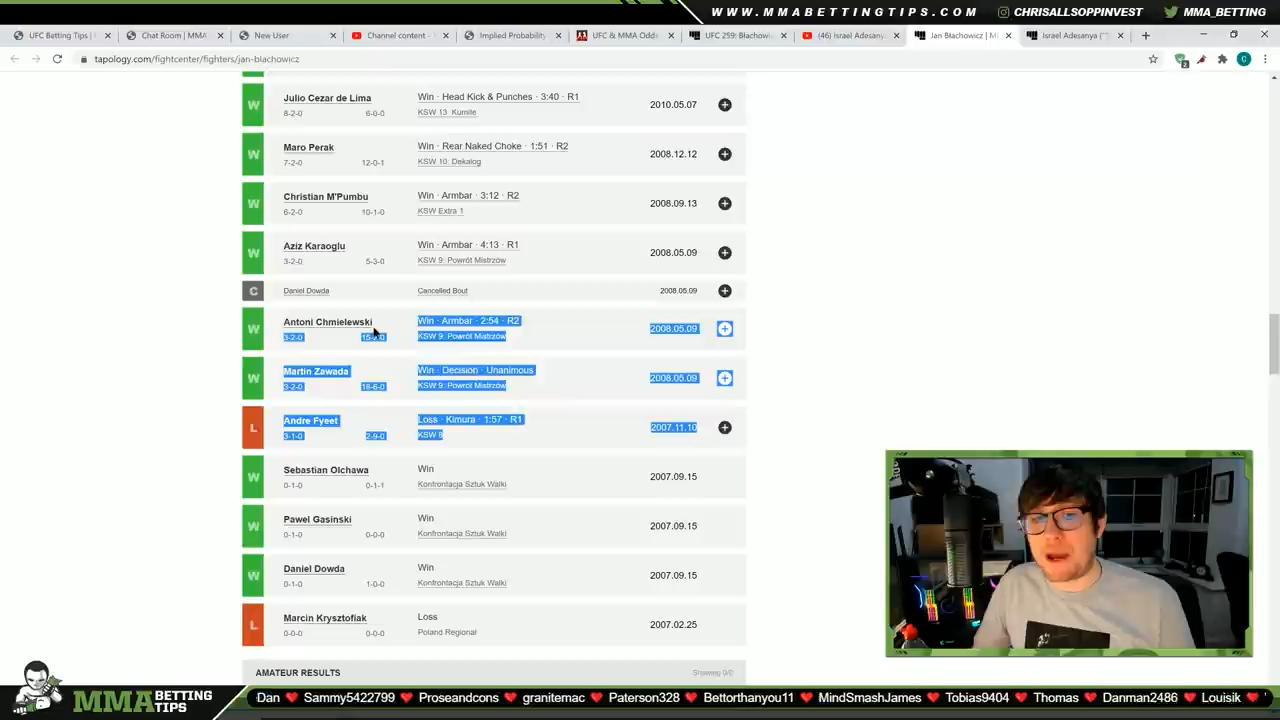 WWW.MMABETTINGTIPS.COM
CHRISALLSOPPINVEST
MMA_BETTING
UFC Betting Tips |
Chat Room | MMA
New User
Channel content -
Implied Probability
UFC & MMA Odds
UFC 259: Błachow
(46) Israel Adesany
Jan Błachowicz | M
Israel Adesanya ("T
tapology.com/fightcenter/fighters/jan-blachowicz
W
Julio Cezar de Lima
Win · Head Kick & Punches · 3:40 · R1
2010.05.07
8-2-0
6-0-0
KSW 13: Kumite
W
Maro Perak
Win · Rear Naked Choke · 1:51 · R2
2008.12.12
7-2-0
12-0-1
KSW 10: Dekalog
W
Christian M'Pumbu
Win · Armbar · 3:12 · R2
2008.09.13
6-2-0
10-1-0
KSW Extra 1
W
Aziz Karaoglu
Win · Armbar · 4:13 · R1
2008.05.09
3-2-0
5-3-0
KSW 9: Powrót Mistrzów
C
Daniel Dowda
Cancelled Bout
2008.05.09
W
Antoni Chmielewski
Win · Armbar · 2:54 · R2
2008.05.09
3-2-0
KSW 9: Powrót Mistrzów
W
Martin Zawada
Win · Decision · Unanimous
2008.05.09
3-2-0
18-6-0
KSW 9: Powrót Mistrzów
L
Andre Fyeet
Loss · Kimura · 1:57 · R1
2007.11.10
3-1-0
2-9-0
KSW 8
W
Sebastian Olchawa
Win
2007.09.15
0-1-0
0-1-1
Konfrontacja Sztuk Walki
W
Pawel Gasinski
Win
2007.09.15
0-1-0
0-0-0
Konfrontacja Sztuk Walki
W
Daniel Dowda
Win
2007.09.15
0-1-0
1-0-0
Konfrontacja Sztuk Walki
L
Marcin Krysztofiak
Loss
2007.02.25
0-0-0
0-0-0
Poland Regional
AMATEUR RESULTS
Showing 0/0
MMA BETTING TIPS
Dan ❤ Sammy5422799 ❤ Proseandcons ❤ granitemac ❤ Paterson328 ❤ Bettorthanyou11 ❤ MindSmashJames ❤ Tobias9404 ❤ Thomas ❤ Danman2486 ❤ Louisik ❤